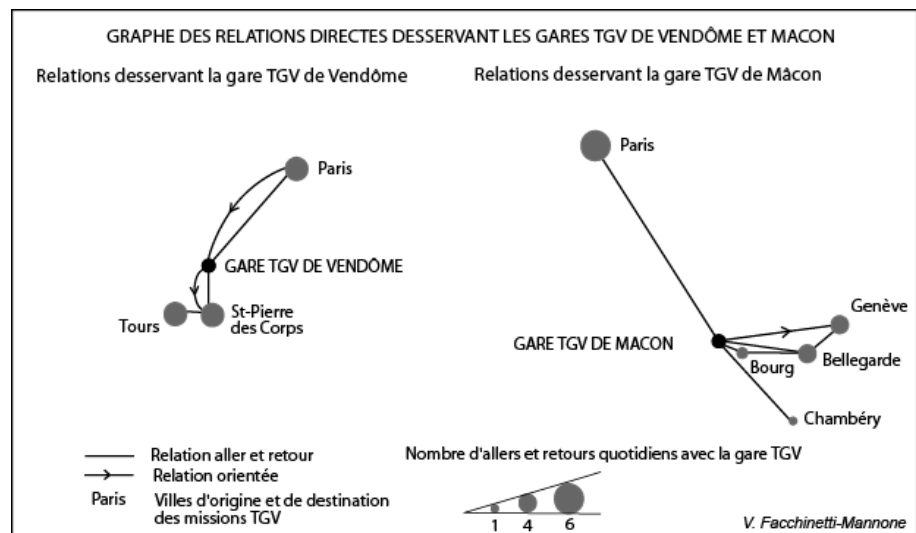 GRAPHE DES RELATIONS DIRECTES DESSERVANT LES GARES TGV DE VENDÔME ET MACON
Relations desservant la gare TGV de Vendôme
Relations desservant la gare TGV de Mâcon
Paris
GARE TGV DE VENDÔME
Tours
St-Pierre
des Corps
Paris
Genève
GARE TGV DE MACON
Bourg
Bellegarde
Chambéry
Relation aller et retour
Relation orientée
Paris Villes d'origine et de destination
des missions TGV
Nombre d'allers et retours quotidiens avec la gare TGV
1 4 6
V. Facchinetti-Mannone